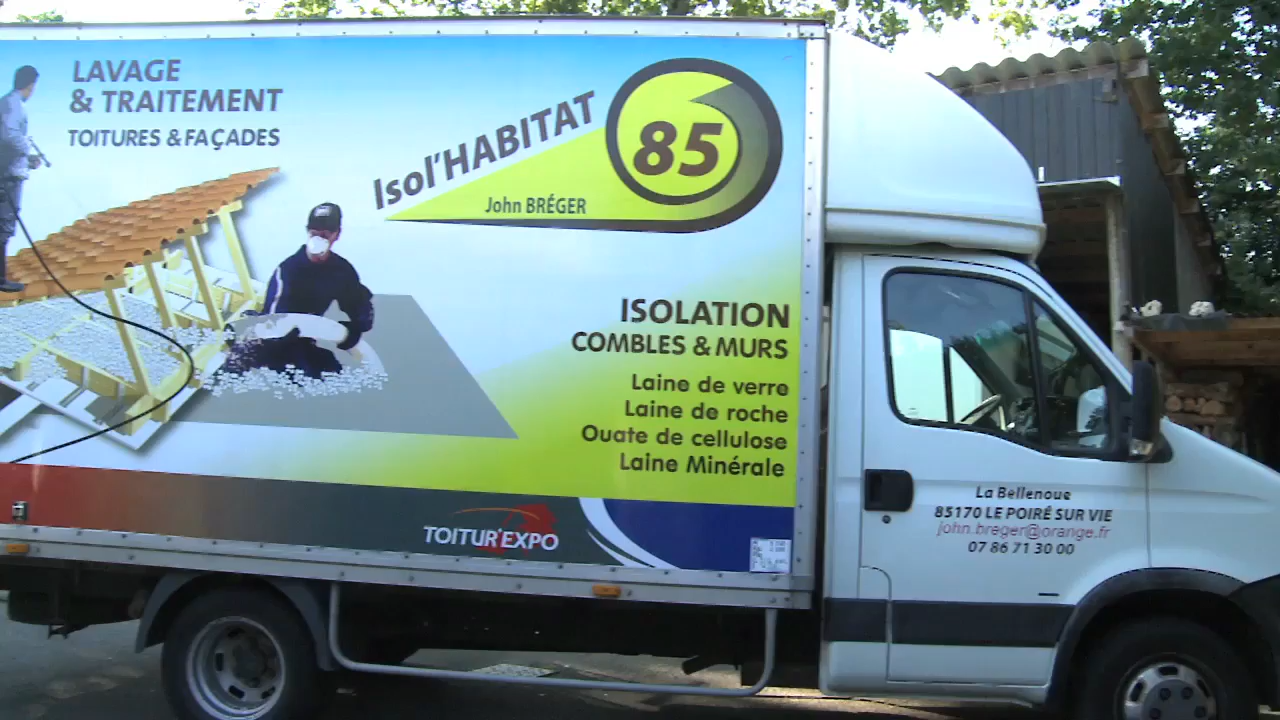 LAVAGE
& TRAITEMENT
TOITURES & FAÇADES
Isol'HABITAT
85
John BRÉGER
ISOLATION
COMBLES & MURS
Laine de verre
Laine de roche
Ouate de cellulose
Laine Minérale
TOITUR'EXPO
La Bellenoue
85170 LE POIRÉ SUR VIE
john.breger@orange.fr
07 86 71 30 00